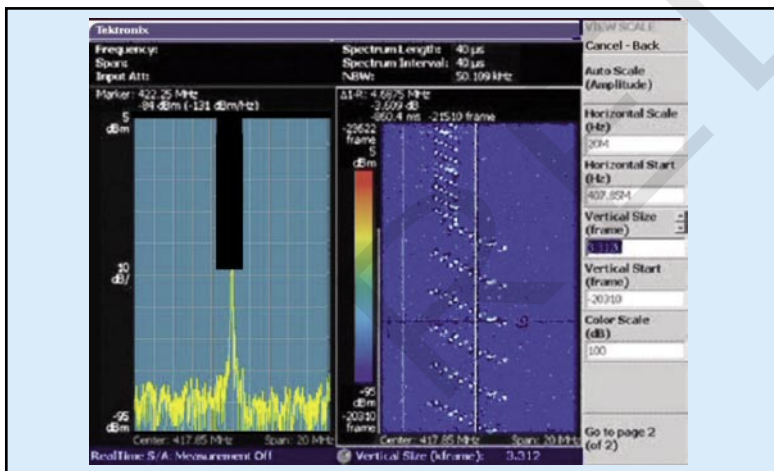 Tektronix
Frequency:
Span:
Input Att:
Spectrum Length: 40 µs
Spectrum Interval: 40 µs
NBW: 50.109 kHz
Marker: 422.25 MHz
-84 dBm (-131 dBm/Hz)
5
dBm
10
dB/
-95
dBm
Center: 417.85 MHz Span: 20 MHz
Δ1-R: 4.6875 MHz
-3.609 dB
-860.4 ms -21510 frame
-23622
frame
5
dBm
-95
dBm
-20310
frame
Center: 417.85 MHz Span: 20 MHz
RealTime S/A: Measurement Off
Vertical Size (kframe): 3.312
VIEW SCALE
Cancel - Back
Auto Scale
(Amplitude)
Horizontal Scale
(Hz)
20M
Horizontal Start
(Hz)
407.85M
Vertical Size
(frame)
Vertical Start
(frame)
-20310
Color Scale
(dB)
100
Go to page 2
(of 2)